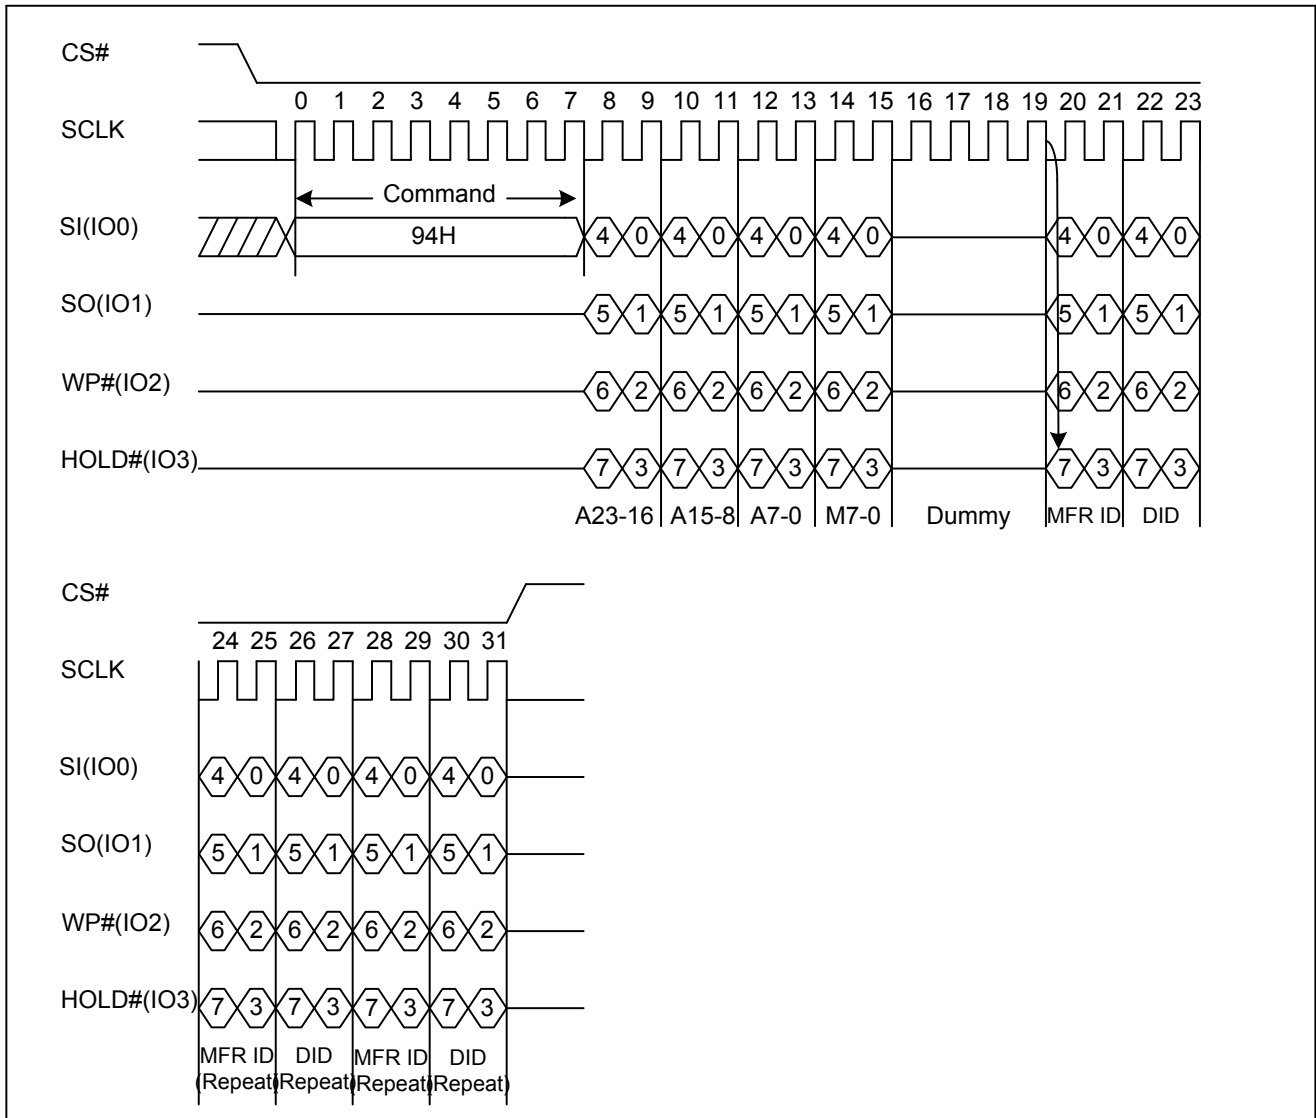 CS#
0 1 2 3 4 5 6 7 8 9 10 11 12 13 14 15 16 17 18 19 20 21 22 23
SCLK
Command
SI(IO0) 94H 4 0 4 0 4 0 4 0 4 0 4 0
SO(IO1) 5 1 5 1 5 1 5 1 5 1 5 1
WP#(IO2) 6 2 6 2 6 2 6 2 6 2 6 2
HOLD#(IO3) 7 3 7 3 7 3 7 3 7 3 7 3
A23-16 A15-8 A7-0 M7-0 Dummy MFR ID DID
CS#
24 25 26 27 28 29 30 31
SCLK
SI(IO0) 4 0 4 0 4 0 4 0
SO(IO1) 5 1 5 1 5 1 5 1
WP#(IO2) 6 2 6 2 6 2 6 2
HOLD#(IO3) 7 3 7 3 7 3 7 3
MFR ID DID MFR ID DID
(Repeat) (Repeat) (Repeat) (Repeat)